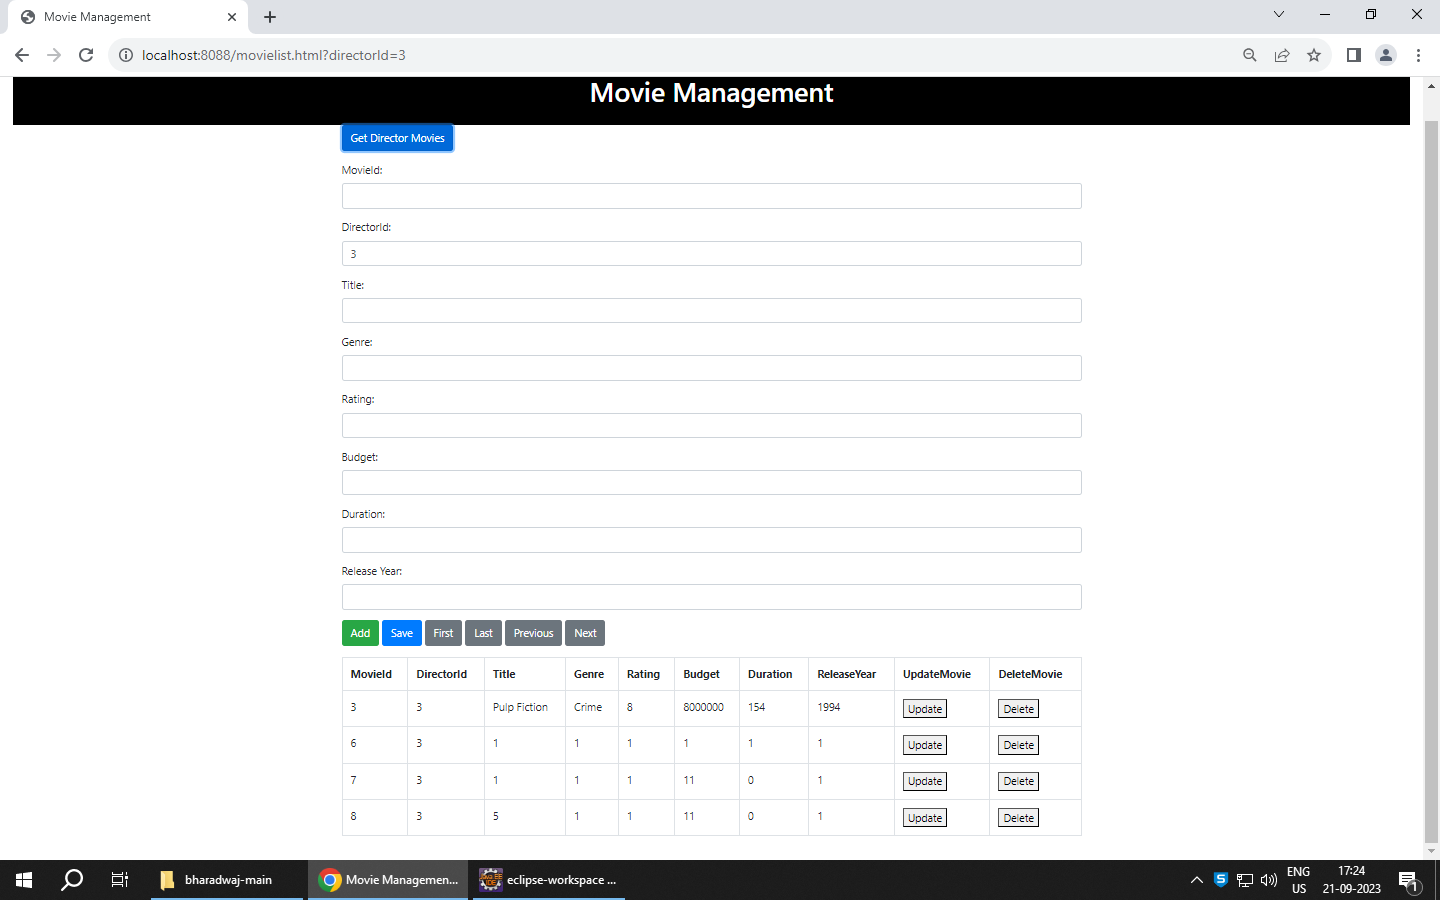 Movie Management
localhost:8088/movielist.html?directorId=3
Movie Management
Get Director Movies
MovieId:
DirectorId:
3
Title:
Genre:
Rating:
Budget:
Duration:
Release Year:
Add Save First Last Previous Next
MovieId DirectorId Title Genre Rating Budget Duration ReleaseYear UpdateMovie DeleteMovie
3 3 Pulp Fiction Crime 8 8000000 154 1994 Update Delete
6 3 1 1 1 1 1 1 Update Delete
7 3 1 1 1 11 0 1 Update Delete
8 3 5 1 1 11 0 1 Update Delete
bharadwaj-main Movie Managemen... eclipse-workspace ... ENG 17:24
US 21-09-2023 1